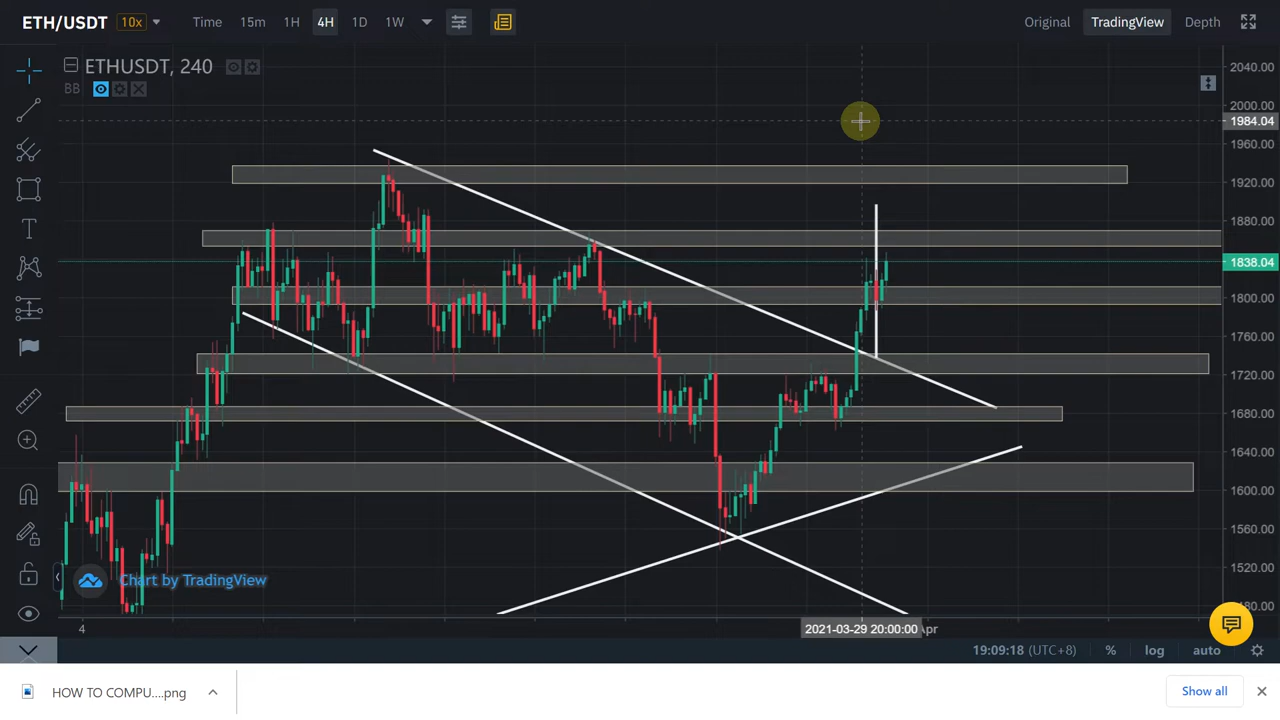 ETH/USDT 10x Time 15m 1H 4H 1D 1W Original TradingView Depth
ETHUSDT, 240
BB
2040.00
2000.00
1984.04
1960.00
1920.00
1880.00
1838.04
1800.00
1760.00
1720.00
1680.00
1640.00
1600.00
1560.00
1520.00
Chart by TradingView
480.00
4 2021-03-29 20:00:00 Apr
19:09:18 (UTC+8) % log auto
HOW TO COMPU....png Show all